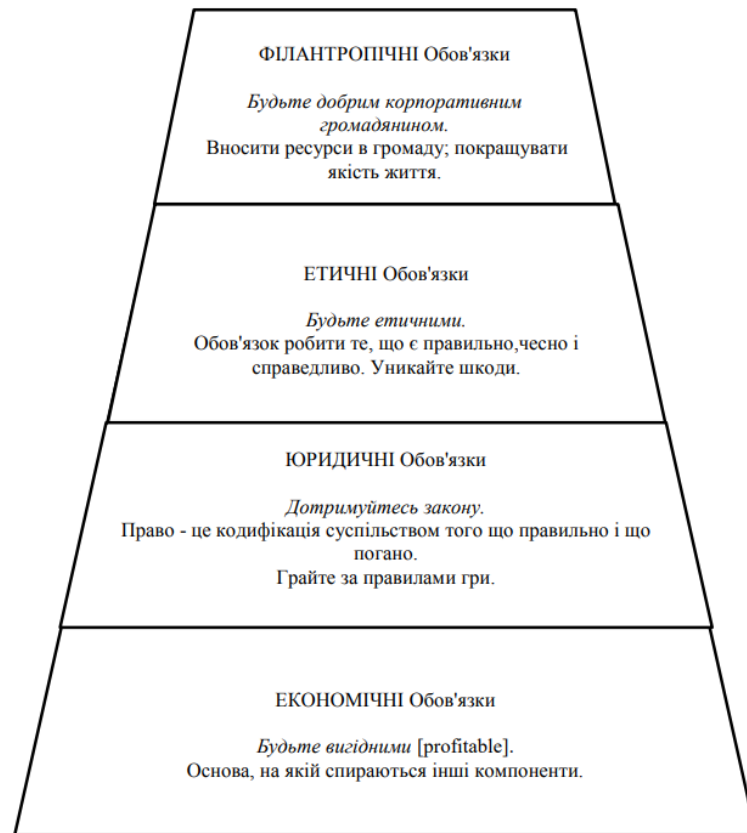 ФІЛАНТРОПІЧНІ Обов'язки
Будьте добрим корпоративним
громадянином.
Вносити ресурси в громаду; покращувати
якість життя.
ЕТИЧНІ Обов'язки
Будьте етичними.
Обов'язок робити те, що є правильно,чесно і
справедливо. Уникайте шкоди.
ЮРИДИЧНІ Обов'язки
Дотримуйтесь закону.
Право - це кодифікація суспільством того що правильно і що
погано.
Грайте за правилами гри.
ЕКОНОМІЧНІ Обов'язки
Будьте вигідними [profitable].
Основа, на якій спираються інші компоненти.